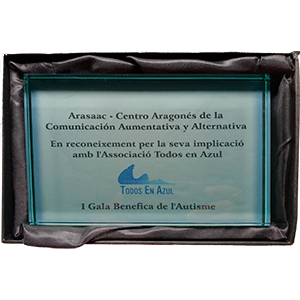 Arasaac - Centro Aragonés de la
Comunicación Aumentativa y Alternativa
En reconeixement per la seva implicació
amb l'Associació Todos en Azul
TODOS EN AZUL
I Gala Benefica de l'Autisme